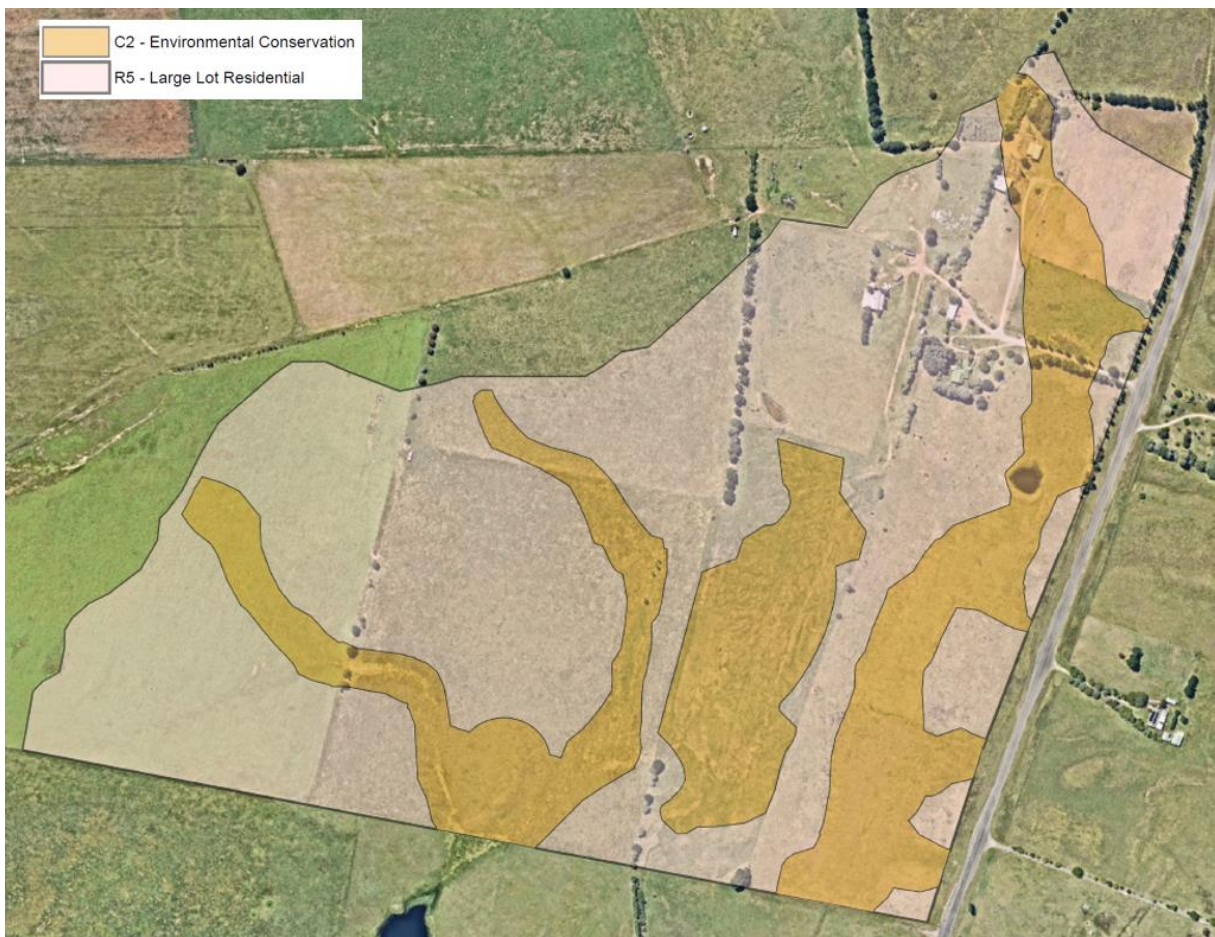 C2 - Environmental Conservation
R5 - Large Lot Residential